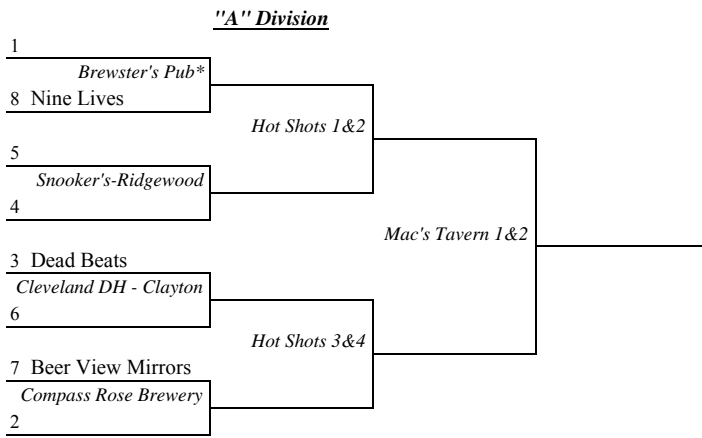 "A" Division
1
Brewster's Pub*
8 Nine Lives
Hot Shots 1&2
5
Snooker's-Ridgewood
4
Mac's Tavern 1&2
3 Dead Beats
Cleveland DH - Clayton
6
Hot Shots 3&4
7 Beer View Mirrors
Compass Rose Brewery
2